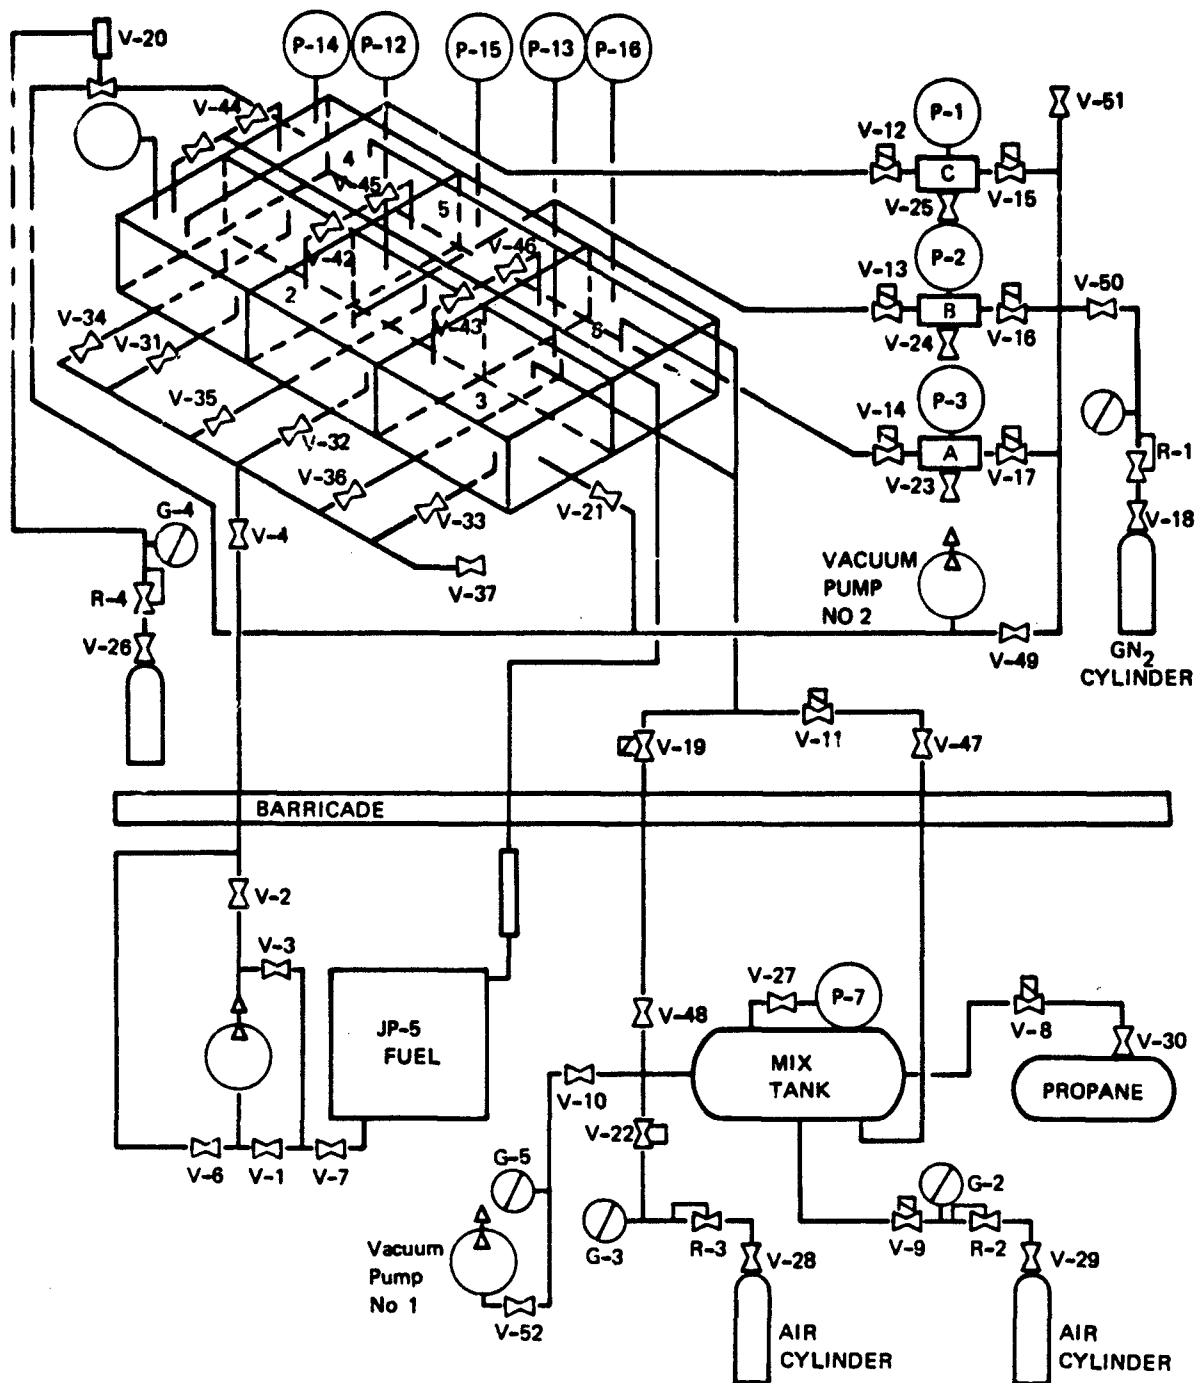 V-20
P-14
P-12
P-15
P-13
P-16
P-1
V-51
V-12
V-44
C
4
V-25
V-15
V-45
5
P-2
V-13
V-50
V-42
V-46
2
B
V-34
V-43
6
V-24
V-16
V-31
P-3
V-35
3
V-14
R-1
V-32
A
V-36
V-23
V-17
G-4
V-33
V-21
V-18
V-4
VACUUM
PUMP
NO 2
V-37
R-4
V-26
V-49
GN2
CYLINDER
V-19
V-11
V-47
BARRICADE
V-2
V-3
V-27
P-7
V-48
V-8
JP-5
FUEL
V-30
MIX
TANK
PROPANE
V-10
V-22
V-6
V-1
V-7
G-5
G-2
G-3
R-3
V-9
R-2
Vacuum
Pump
No 1
V-28
V-29
V-52
AIR
CYLINDER
AIR
CYLINDER